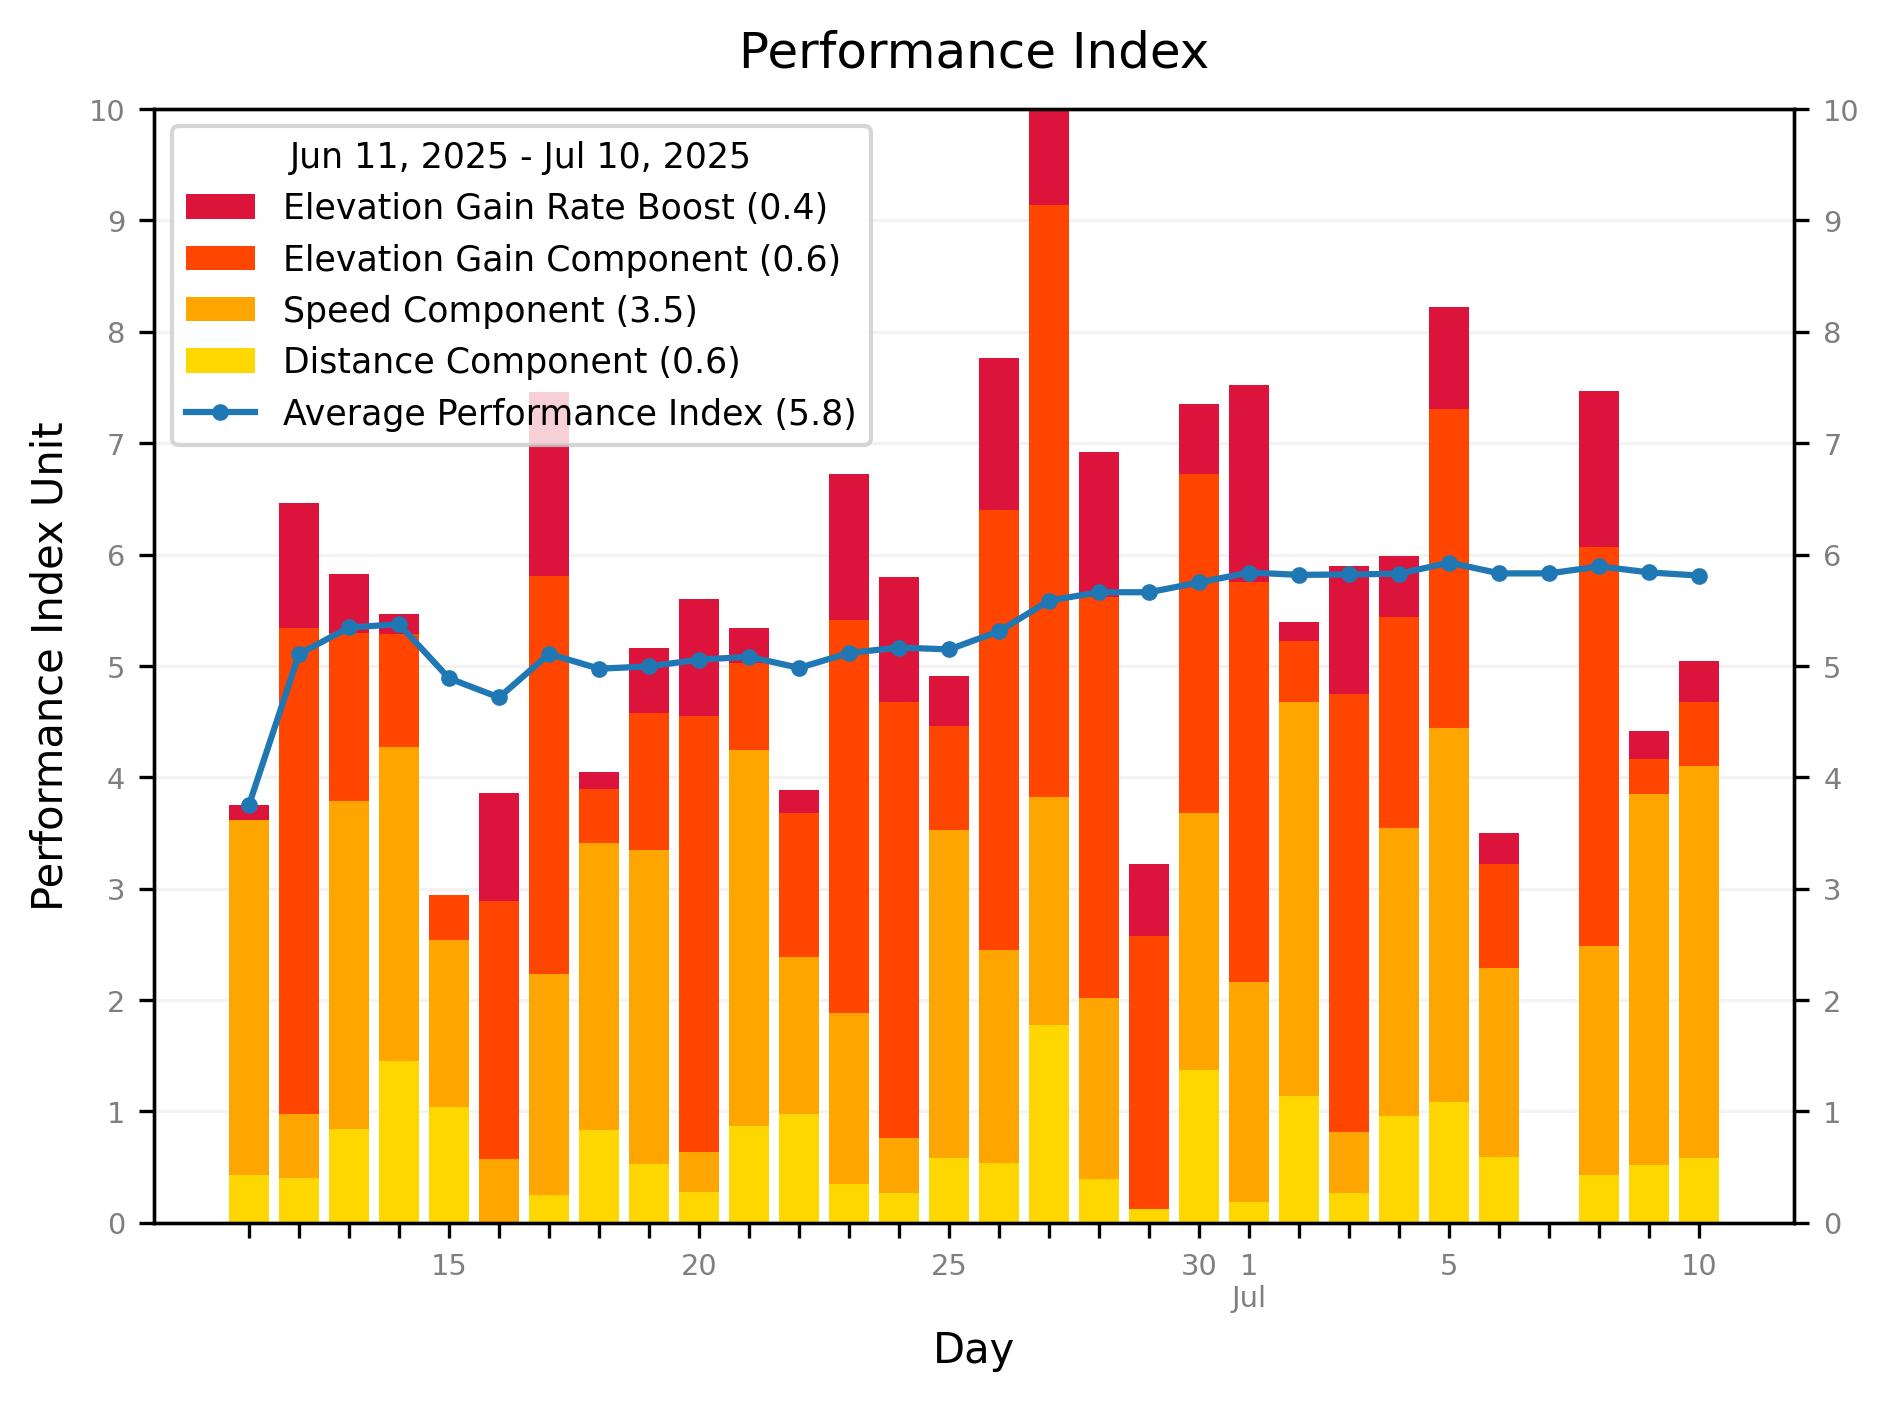 Performance Index
Jun 11, 2025 - Jul 10, 2025
Elevation Gain Rate Boost (0.4)
Elevation Gain Component (0.6)
Speed Component (3.5)
Distance Component (0.6)
Average Performance Index (5.8)
Performance Index Unit
10
9
8
7
6
5
4
3
2
1
0
10
9
8
7
6
5
4
3
2
1
0
15 20 25 30 1 5 10
Jul
Day